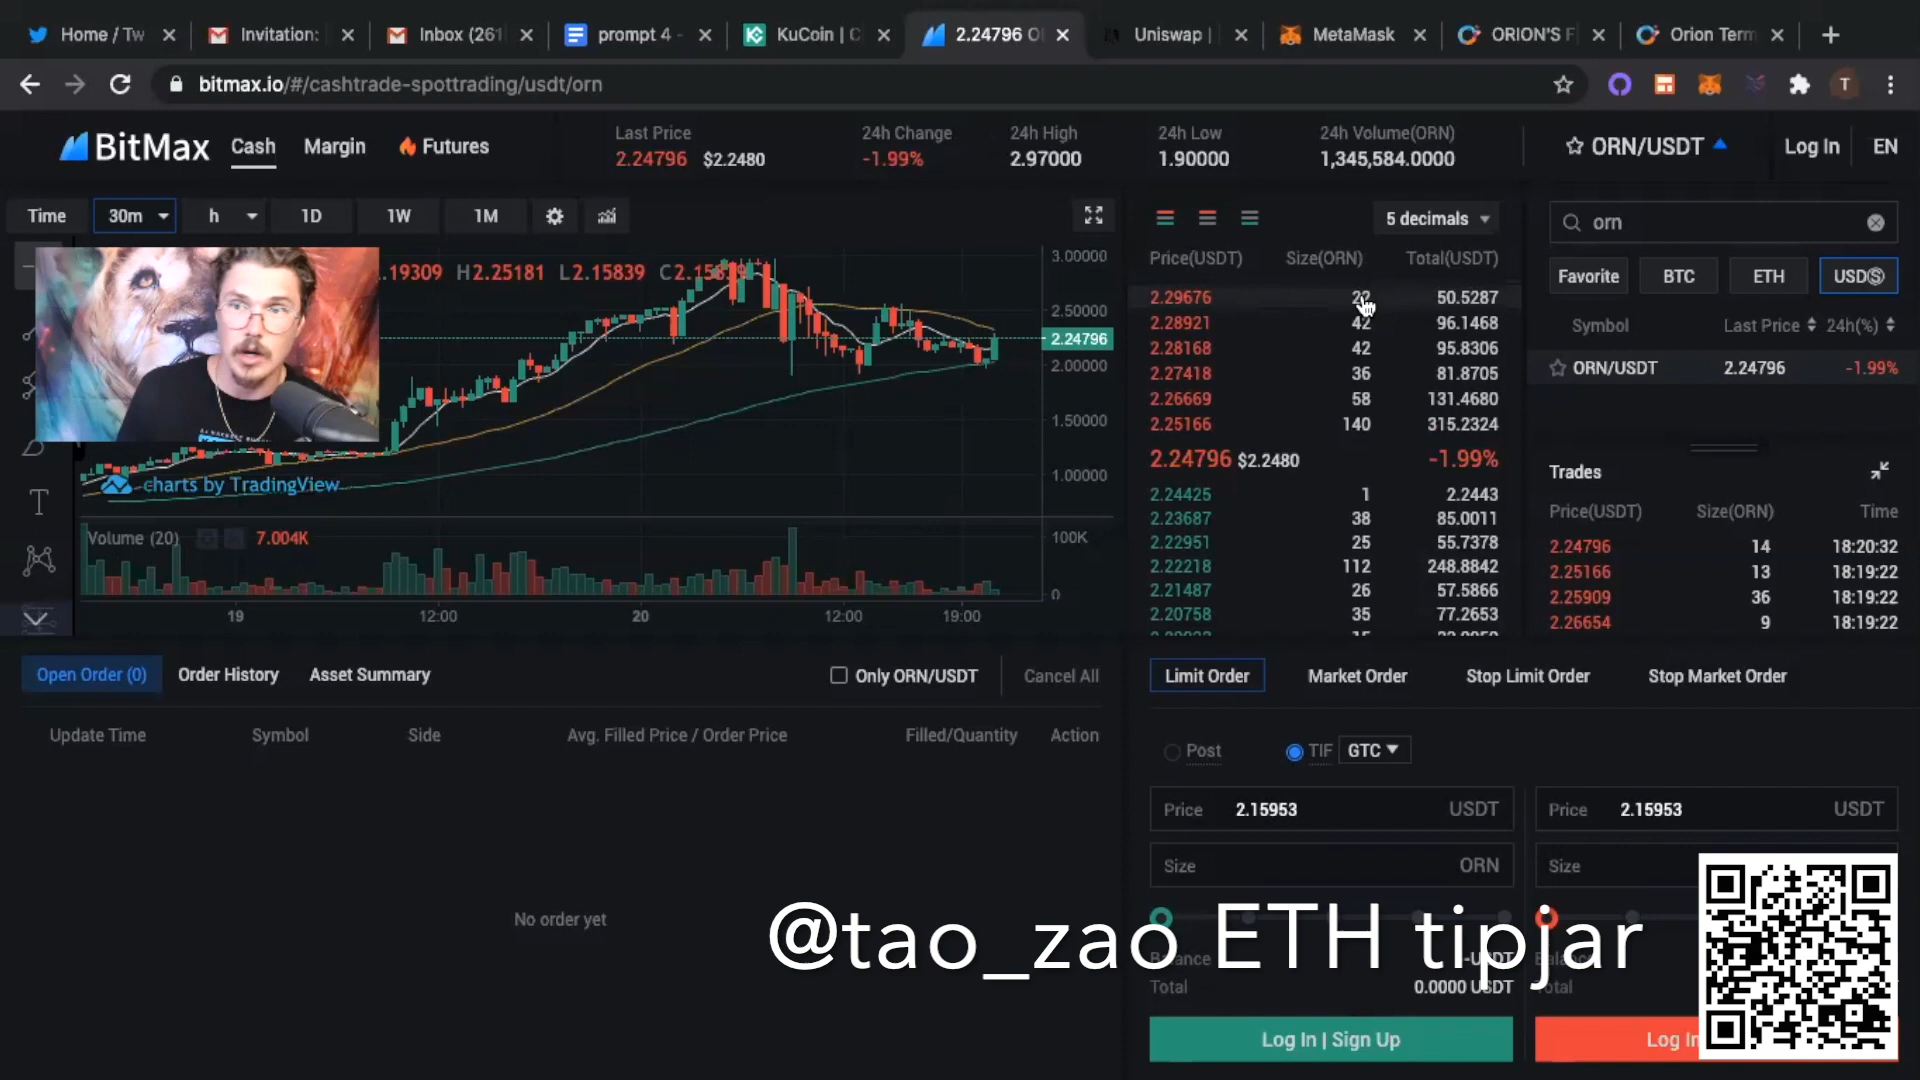 Home / Tw
Invitation:
Inbox (261
prompt 4 -
KuCoin | C
2.24796 O
Uniswap |
MetaMask
ORION'S F
Orion Term
bitmax.io/#/cashtrade-spottrading/usdt/orn
T
BitMax
Cash
Margin
Futures
Last Price
2.24796 $2.2480
24h Change
-1.99%
24h High
2.97000
24h Low
1.90000
24h Volume(ORN)
1,345,584.0000
ORN/USDT
Log In
EN
Time 30m h 1D 1W 1M
.19309 H2.25181 L2.15839
3.00000
2.50000
2.24796
2.00000
1.50000
1.00000
charts by TradingView
Volume (20) 7.004K
100K
0
19 12:00 20 12:00 19:00
5 decimals
Price(USDT) Size(ORN) Total(USDT)
2.29676 22 50.5287
2.28921 42 96.1468
2.28168 42 95.8306
2.27418 36 81.8705
2.26669 58 131.4680
2.25166 140 315.2324
2.24796 $2.2480 -1.99%
2.24425 1 2.2443
2.23687 38 85.0011
2.22951 25 55.7378
2.22218 112 248.8842
2.21487 26 57.5866
2.20758 35 77.2653
orn
Favorite BTC ETH USD
Symbol Last Price 24h(%)
ORN/USDT 2.24796 -1.99%
Trades
Price(USDT) Size(ORN) Time
2.24796 14 18:20:32
2.25166 13 18:19:22
2.25909 36 18:19:22
2.26654 9 18:19:22
Open Order (0) Order History Asset Summary
Only ORN/USDT Cancel All
Update Time Symbol Side Avg. Filled Price / Order Price Filled/Quantity Action
No order yet
Limit Order Market Order Stop Limit Order Stop Market Order
Post TIF GTC
Price 2.15953 USDT
Size ORN
Balance -USDT
Total 0.0000 USDT
Log In | Sign Up
Price 2.15953 USDT
Size
Total
Log In
@tao_zao ETH tipjar